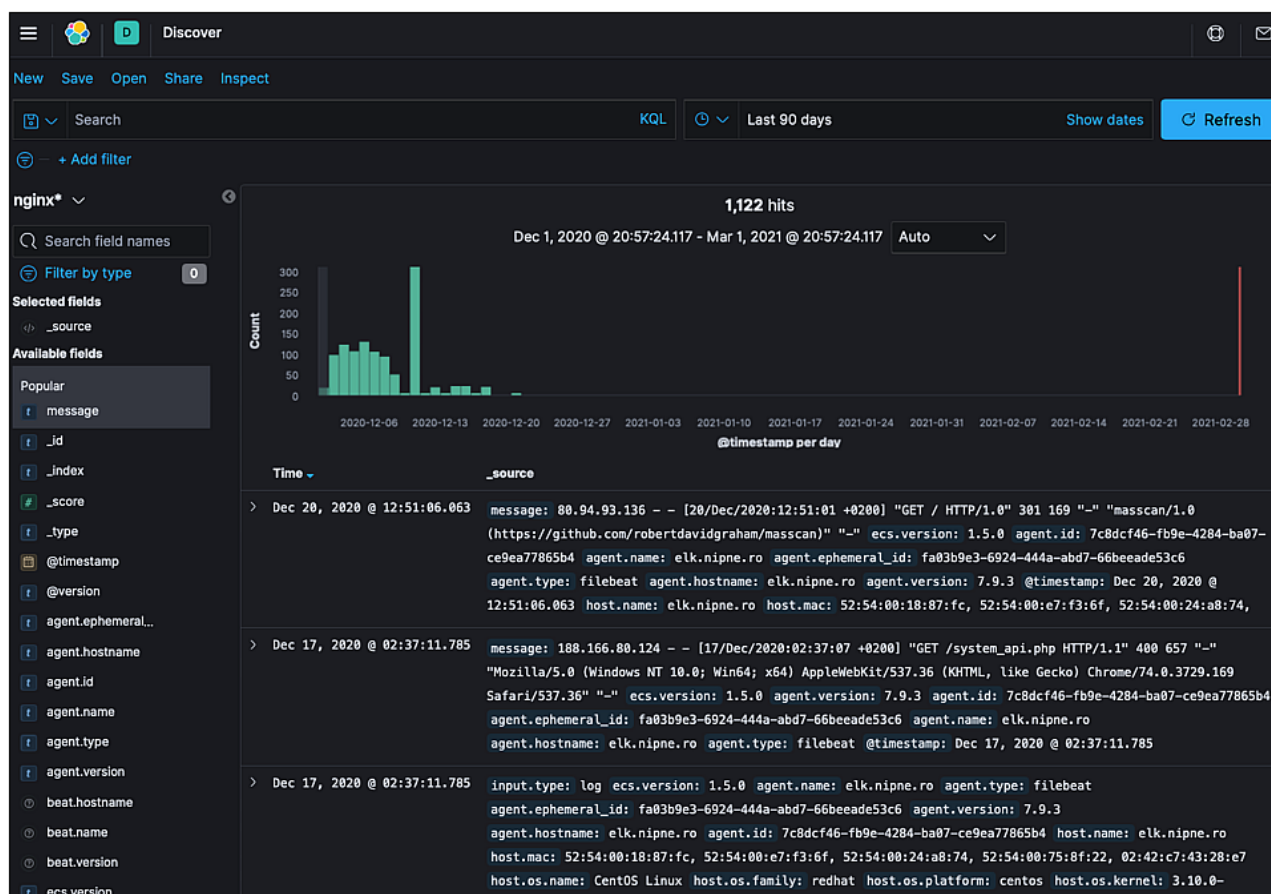 D Discover
New Save Open Share Inspect
Search KQL Last 90 days Show dates Refresh
+ Add filter
nginx*
Search field names
Filter by type 0
Selected fields
</> _source
Available fields
Popular
t message
t _id
t _index
# _score
t _type
@timestamp
t @version
t agent.ephemeral...
t agent.hostname
t agent.id
t agent.name
t agent.type
t agent.version
? beat.hostname
? beat.name
? beat.version
t ecs.version
1,122 hits
Dec 1, 2020 @ 20:57:24.117 - Mar 1, 2021 @ 20:57:24.117 Auto
Count
300
250
200
150
100
50
0
2020-12-06 2020-12-13 2020-12-20 2020-12-27 2021-01-03 2021-01-10 2021-01-17 2021-01-24 2021-01-31 2021-02-07 2021-02-14 2021-02-21 2021-02-28
@timestamp per day
Time _source
Dec 20, 2020 @ 12:51:06.063 message: 80.94.93.136 - - [20/Dec/2020:12:51:01 +0200] "GET / HTTP/1.0" 301 169 "-" "masscan/1.0
(https://github.com/robertdavidgraham/masscan)" "-" ecs.version: 1.5.0 agent.id: 7c8dcf46-fb9e-4284-ba07-
ce9ea77865b4 agent.name: elk.nipne.ro agent.ephemeral_id: fa03b9e3-6924-444a-abd7-66beeade53c6
agent.type: filebeat agent.hostname: elk.nipne.ro agent.version: 7.9.3 @timestamp: Dec 20, 2020 @
12:51:06.063 host.name: elk.nipne.ro host.mac: 52:54:00:18:87:fc, 52:54:00:e7:f3:6f, 52:54:00:24:a8:74,
Dec 17, 2020 @ 02:37:11.785 message: 188.166.80.124 - - [17/Dec/2020:02:37:07 +0200] "GET /system_api.php HTTP/1.1" 400 657 "-"
"Mozilla/5.0 (Windows NT 10.0; Win64; x64) AppleWebKit/537.36 (KHTML, like Gecko) Chrome/74.0.3729.169
Safari/537.36" "-" ecs.version: 1.5.0 agent.version: 7.9.3 agent.id: 7c8dcf46-fb9e-4284-ba07-ce9ea77865b4
agent.ephemeral_id: fa03b9e3-6924-444a-abd7-66beeade53c6 agent.name: elk.nipne.ro
agent.hostname: elk.nipne.ro agent.type: filebeat @timestamp: Dec 17, 2020 @ 02:37:11.785
Dec 17, 2020 @ 02:37:11.785 input.type: log ecs.version: 1.5.0 agent.name: elk.nipne.ro agent.type: filebeat
agent.ephemeral_id: fa03b9e3-6924-444a-abd7-66beeade53c6 agent.version: 7.9.3
agent.hostname: elk.nipne.ro agent.id: 7c8dcf46-fb9e-4284-ba07-ce9ea77865b4 host.name: elk.nipne.ro
host.mac: 52:54:00:18:87:fc, 52:54:00:e7:f3:6f, 52:54:00:24:a8:74, 52:54:00:75:8f:22, 02:42:c7:43:28:e7
host.os.name: CentOS Linux host.os.family: redhat host.os.platform: centos host.os.kernel: 3.10.0-